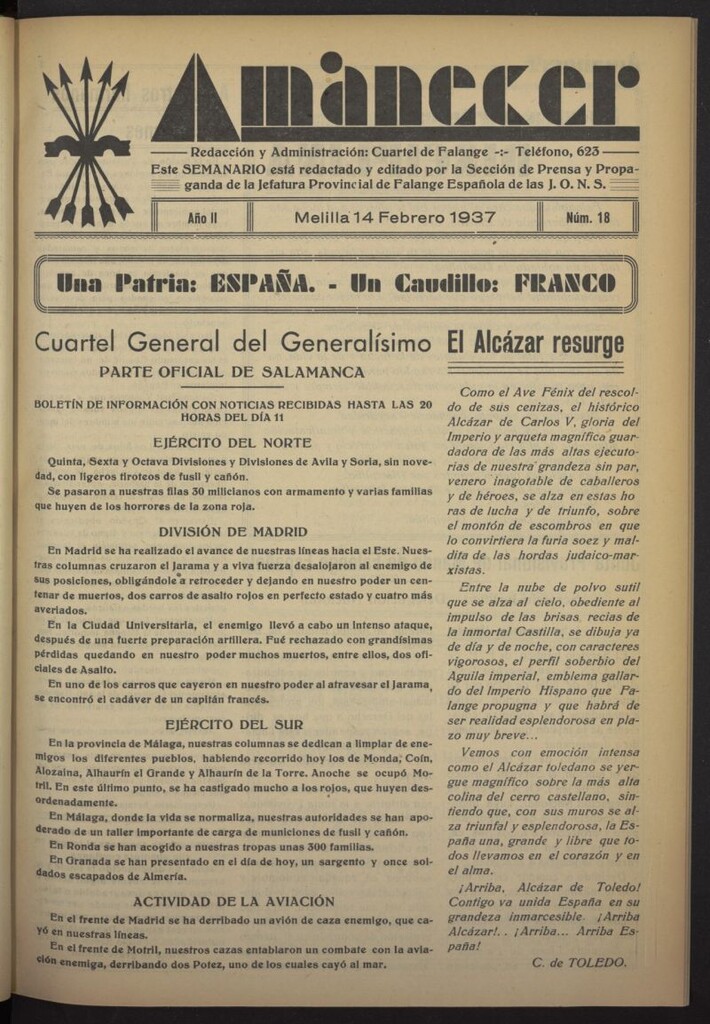 Amànecer
Redacción y Administración: Cuartel de Falange -:- Teléfono, 623
Este SEMANARIO está redactado y editado por la Sección de Prensa y Propa-
ganda de la Jefatura Provincial de Falange Española de las J. O. N. S.
Año II
Melilla 14 Febrero 1937
Núm. 18
Una Patria: ESPAÑA. - Un Caudillo: FRANCO
Cuartel General del Generalísimo
PARTE OFICIAL DE SALAMANCA
BOLETÍN DE INFORMACIÓN CON NOTICIAS RECIBIDAS HASTA LAS 20
HORAS DEL DÍA 11
EJÉRCITO DEL NORTE
Quinta, Sexta y Octava Divisiones y Divisiones de Avila y Soria, sin nove-
dad, con ligeros tiroteos de fusil y cañón.
Se pasaron a nuestras filas 30 milicianos con armamento y varias familias
que huyen de los horrores de la zona roja.
DIVISIÓN DE MADRID
En Madrid se ha realizado el avance de nuestras líneas hacia el Este. Nues-
tras columnas cruzaron el Jarama y a viva fuerza desalojaron al enemigo de
sus posiciones, obligándole a retroceder y dejando en nuestro poder un cen-
tenar de muertos, dos carros de asalto rojos en perfecto estado y cuatro más
averiados.
En la Ciudad Universitaria, el enemigo llevó a cabo un intenso ataque,
después de una fuerte preparación artillera. Fué rechazado con grandísimas
pérdidas quedando en nuestro poder muchos muertos, entre ellos, dos ofi-
ciales de Asalto.
En uno de los carros que cayeron en nuestro poder al atravesar el Jarama,
se encontró el cadáver de un capitán francés.
EJÉRCITO DEL SUR
En la provincia de Málaga, nuestras columnas se dedican a limpiar de ene-
migos los diferentes pueblos, habiendo recorrido hoy los de Monda, Coín,
Alozaina, Alhaurín el Grande y Alhaurín de la Torre. Anoche se ocupó Mo-
tril. En este último punto, se ha castigado mucho a los rojos, que huyen des-
ordenadamente.
En Málaga, donde la vida se normaliza, nuestras autoridades se han apo-
derado de un taller importante de carga de municiones de fusil y cañón.
En Ronda se han acogido a nuestras tropas unas 300 familias.
En Granada se han presentado en el día de hoy, un sargento y once sol-
dados escapados de Almería.
ACTIVIDAD DE LA AVIACIÓN
En el frente de Madrid se ha derribado un avión de caza enemigo, que ca-
yó en nuestras líneas.
En el frente de Motril, nuestros cazas entablaron un combate con la avia-
ción enemiga, derribando dos Potez, uno de los cuales cayó al mar.
El Alcázar resurge
Como el Ave Fénix del rescol-
do de sus cenizas, el histórico
Alcázar de Carlos V, gloria del
Imperio y arqueta magnífica guar-
dadora de las más altas ejecuto-
rias de nuestra grandeza sin par,
venero inagotable de caballeros
y de héroes, se alza en estas ho
ras de lucha y de triunfo, sobre
el montón de escombros en que
lo convirtiera la furia soez y mal-
dita de las hordas judaico-mar-
xistas.
Entre la nube de polvo sutil
que se alza al cielo, obediente al
impulso de las brisas recias de
la inmortal Castilla, se dibuja ya
de día y de noche, con caracteres
vigorosos, el perfil soberbio del
Aguila imperial, emblema gallar-
do del Imperio Hispano que Fa-
lange propugna y que habrá de
ser realidad esplendorosa en pla-
zo muy breve...
Vemos con emoción intensa
como el Alcázar toledano se yer-
gue magnífico sobre la más alta
colina del cerro castellano, sin-
tiendo que, con sus muros se al-
za triunfal y esplendorosa, la Es-
paña una, grande y libre que to-
dos llevamos en el corazón y en
el alma.
¡Arriba, Alcázar de Toledo!
Contigo va unida España en su
grandeza inmarcesible. ¡Arriba
Alcázar!. . ¡Arriba... Arriba Es-
paña!
C. de TOLEDO.